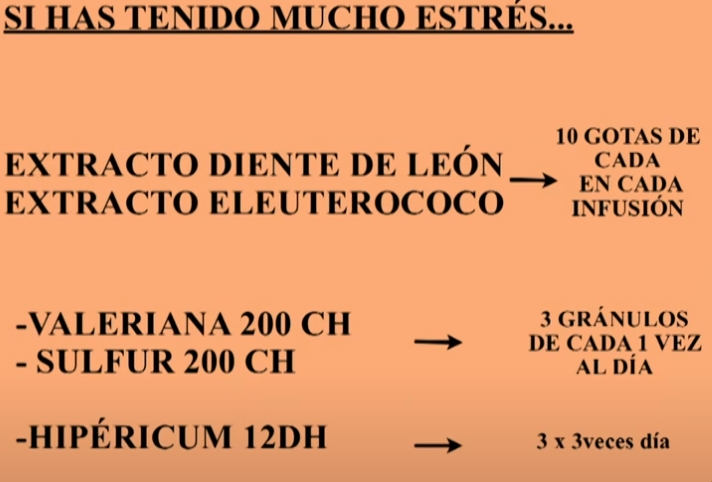 SI HAS TENIDO MUCHO ESTRÉS...
EXTRACTO DIENTE DE LEÓN
EXTRACTO ELEUTEROCOCO
10 GOTAS DE
CADA
EN CADA
INFUSIÓN
-VALERIANA 200 CH
- SULFUR 200 CH
3 GRÁNULOS
DE CADA 1 VEZ
AL DÍA
-HIPÉRICUM 12DH
3 x 3veces día